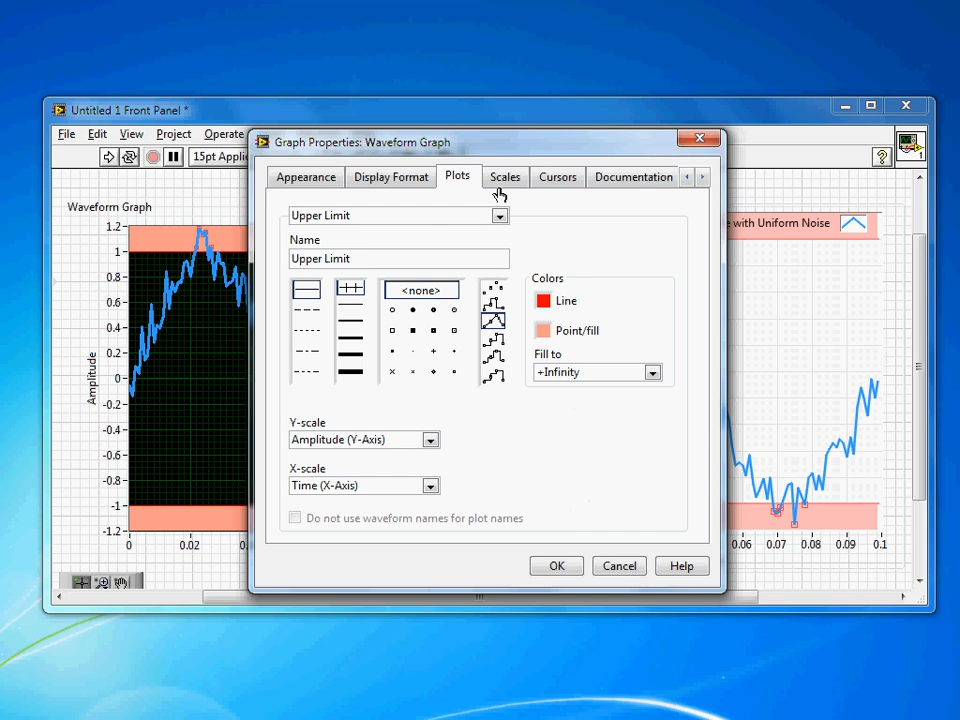 Untitled 1 Front Panel *
File Edit View Project Operate
15pt Appli
?
1
Graph Properties: Waveform Graph
Appearance Display Format Plots Scales Cursors Documentation
Upper Limit
Name
Upper Limit
<none>
Colors
Line
Point/fill
Fill to
+Infinity
Y-scale
Amplitude (Y-Axis)
X-scale
Time (X-Axis)
Do not use waveform names for plot names
OK Cancel Help
Waveform Graph
Amplitude
1.2
1
0.8
0.6
0.4
0.2
0
-0.2
-0.4
-0.6
-0.8
-1
-1.2
0 0.02
e with Uniform Noise
0.06 0.07 0.08 0.09 0.1